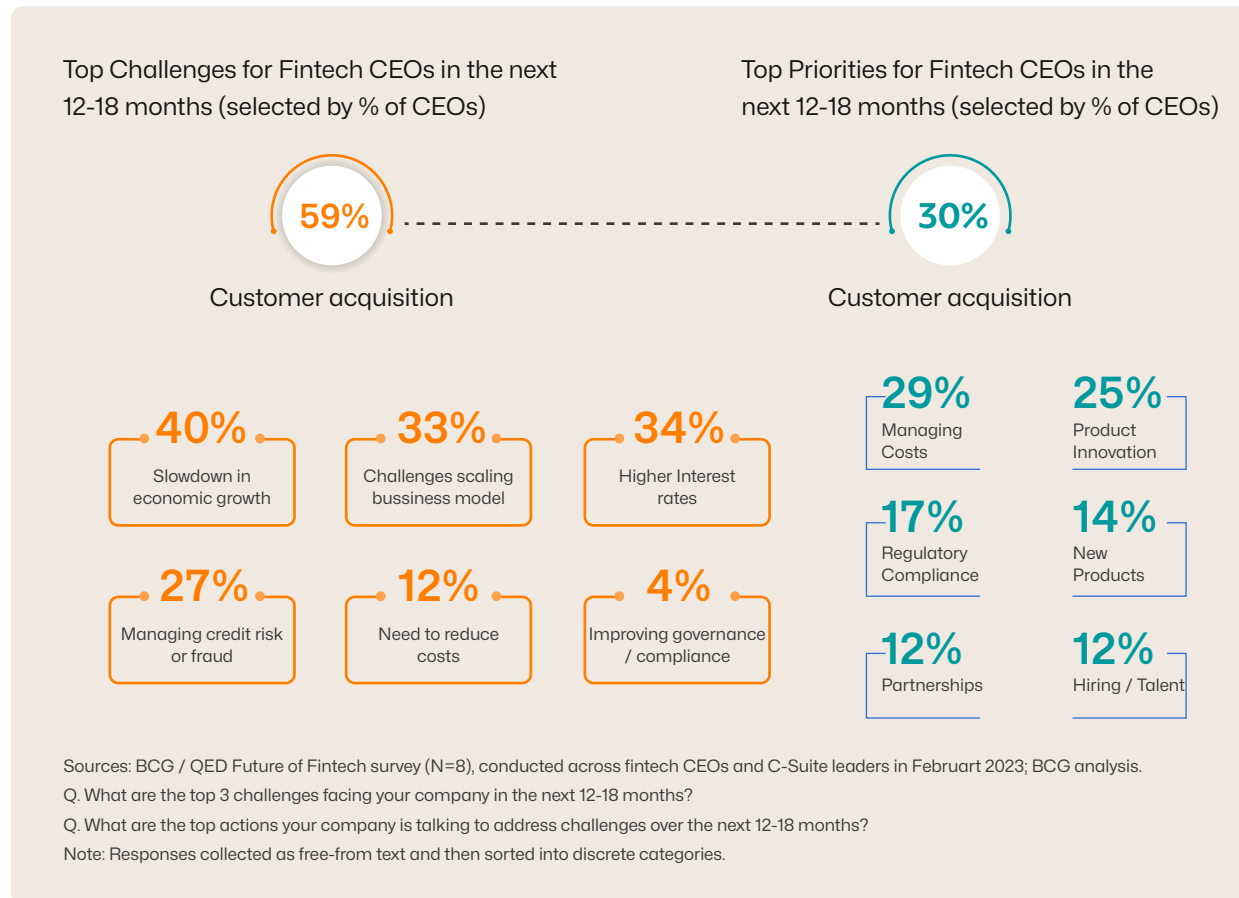 Top Challenges for Fintech CEOs in the next
12-18 months (selected by % of CEOs)
59%
Customer acquisition
40%
Slowdown in
economic growth
33%
Challenges scaling
bussiness model
34%
Higher Interest
rates
27%
Managing credit risk
or fraud
12%
Need to reduce
costs
4%
Improving governance
/ compliance
Top Priorities for Fintech CEOs in the
next 12-18 months (selected by % of CEOs)
30%
Customer acquisition
29%
Managing
Costs
25%
Product
Innovation
17%
Regulatory
Compliance
14%
New
Products
12%
Partnerships
12%
Hiring / Talent
Sources: BCG / QED Future of Fintech survey (N=8), conducted across fintech CEOs and C-Suite leaders in Februart 2023; BCG analysis.
Q. What are the top 3 challenges facing your company in the next 12-18 months?
Q. What are the top actions your company is talking to address challenges over the next 12-18 months?
Note: Responses collected as free-from text and then sorted into discrete categories.